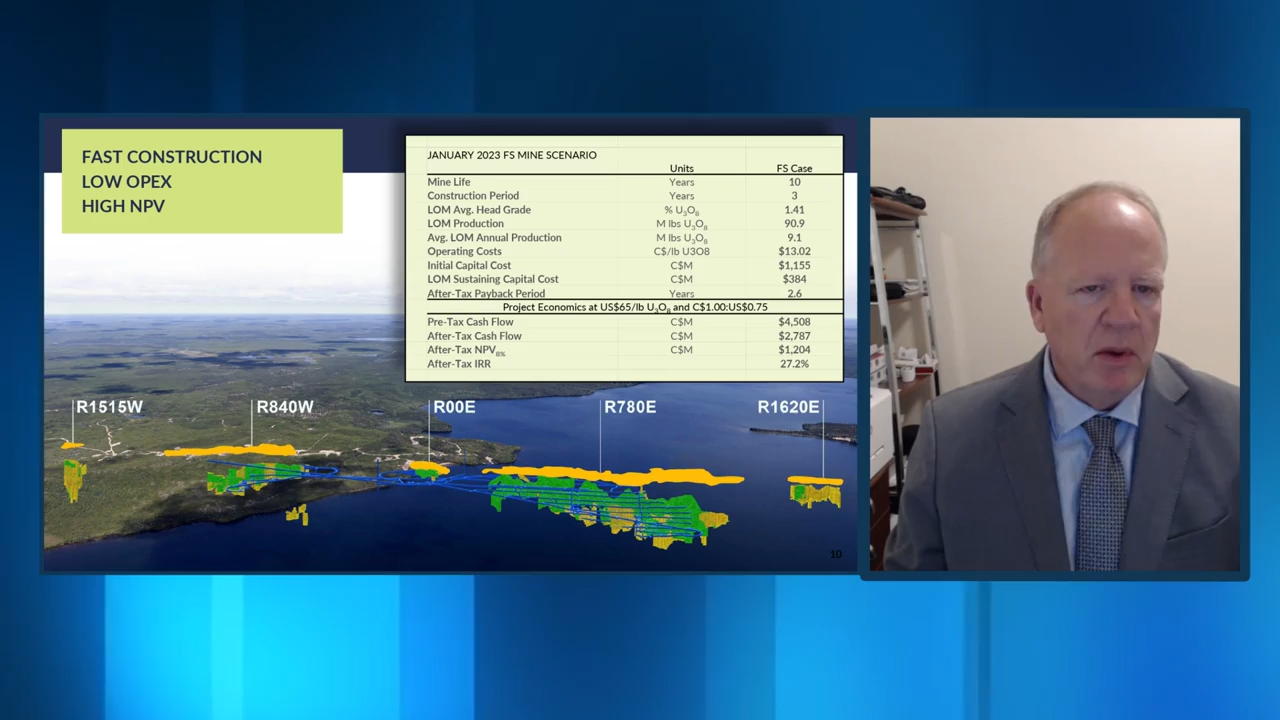 FAST CONSTRUCTION
LOW OPEX
HIGH NPV
JANUARY 2023 FS MINE SCENARIO
Units FS Case
Mine Life Years 10
Construction Period Years 3
LOM Avg. Head Grade % U₃O₈ 1.41
LOM Production M lbs U₃O₈ 90.9
Avg. LOM Annual Production M lbs U₃O₈ 9.1
Operating Costs C$/lb U3O8 $13.02
Initial Capital Cost C$M $1,155
LOM Sustaining Capital Cost C$M $384
After-Tax Payback Period Years 2.6
Project Economics at US$65/lb U₃O₈ and C$1.00:US$0.75
Pre-Tax Cash Flow C$M $4,508
After-Tax Cash Flow C$M $2,787
After-Tax NPV₈% C$M $1,204
After-Tax IRR 27.2%
R1515W R840W R00E R780E R1620E
10